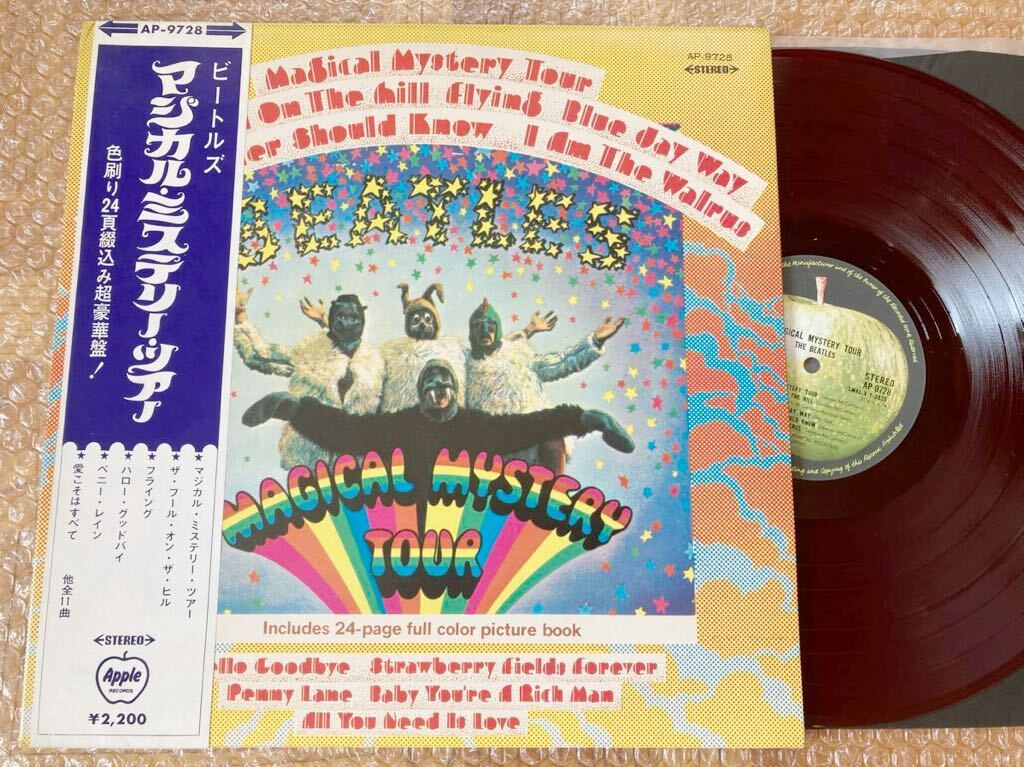 AP-9728
ビートルズ
マジカル・ミステリー・ツアー
色刷り24頁綴込み超豪華盤!
★マジカル・ミステリー・ツアー
★ザ・フール・オン・ザ・ヒル
★フライング
★ハロー・グッドバイ
★ペニー・レイン
★愛こそはすべて
他全11曲
STEREO
Apple
RECORDS
¥2,200
AP-9728
STEREO
Magical Mystery Tour
On The hill Flying Blue Jay Way
Should Know I Am The Walrus
BEATLES
MAGICAL MYSTERY
TOUR
Includes 24-page full color picture book
Goodbye Strawberry Fields Forever
Penny Lane Baby You're A Rich Man
All You Need Is Love
MYSTERY TOUR
THE BEATLES
STEREO
AP-9728